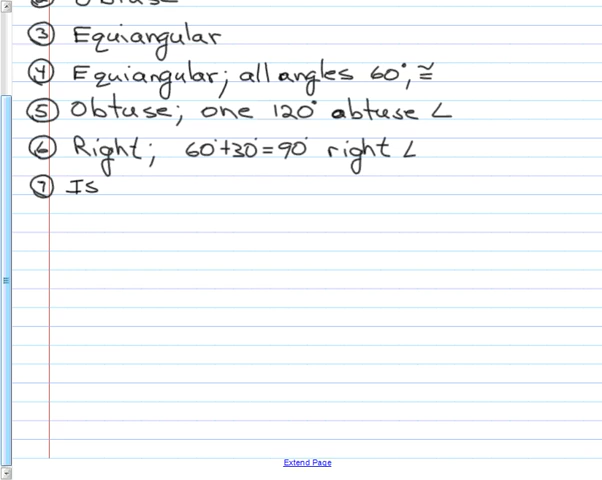 ③ Equiangular
④ Equiangular; all angles 60°, ≅
⑤ Obtuse; one 120° obtuse ∠
⑥ Right; 60°+30°=90° right ∠
⑦ Is
Extend Page